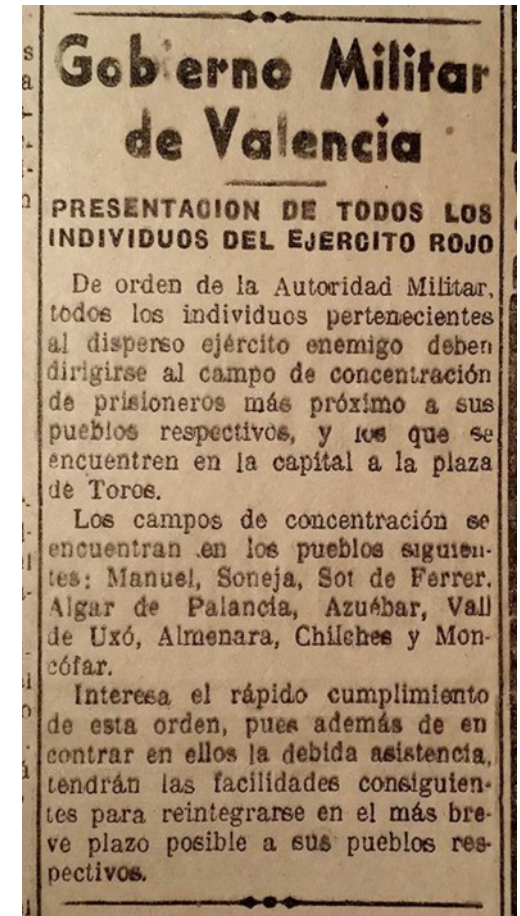 Gobierno Militar
de Valencia
PRESENTACION DE TODOS LOS
INDIVIDUOS DEL EJERCITO ROJO
De orden de la Autoridad Militar,
todos los individuos pertenecientes
al disperso ejército enemigo deben
dirigirse al campo de concentración
de prisioneros más próximo a sus
pueblos respectivos, y los que se
encuentren en la capital a la plaza
de Toros.
Los campos de concentración se
encuentran en los pueblos siguien-
tes: Manuel, Soneja, Sot de Ferrer,
Algar de Palancia, Azuébar, Vall
de Uxó, Almenara, Chilches y Mon-
cófar.
Interesa el rápido cumplimiento
de esta orden, pues además de en
contrar en ellos la debida asistencia,
tendrán las facilidades consiguien-
tes para reintegrarse en el más bre-
ve plazo posible a sus pueblos res-
pectivos.